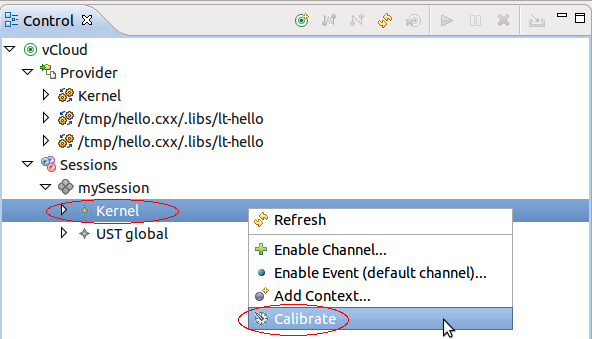 Control
vCloud
Provider
Kernel
/tmp/hello.cxx/.libs/lt-hello
/tmp/hello.cxx/.libs/lt-hello
Sessions
mySession
Kernel
UST global
Refresh
Enable Channel...
Enable Event (default channel)...
Add Context...
Calibrate